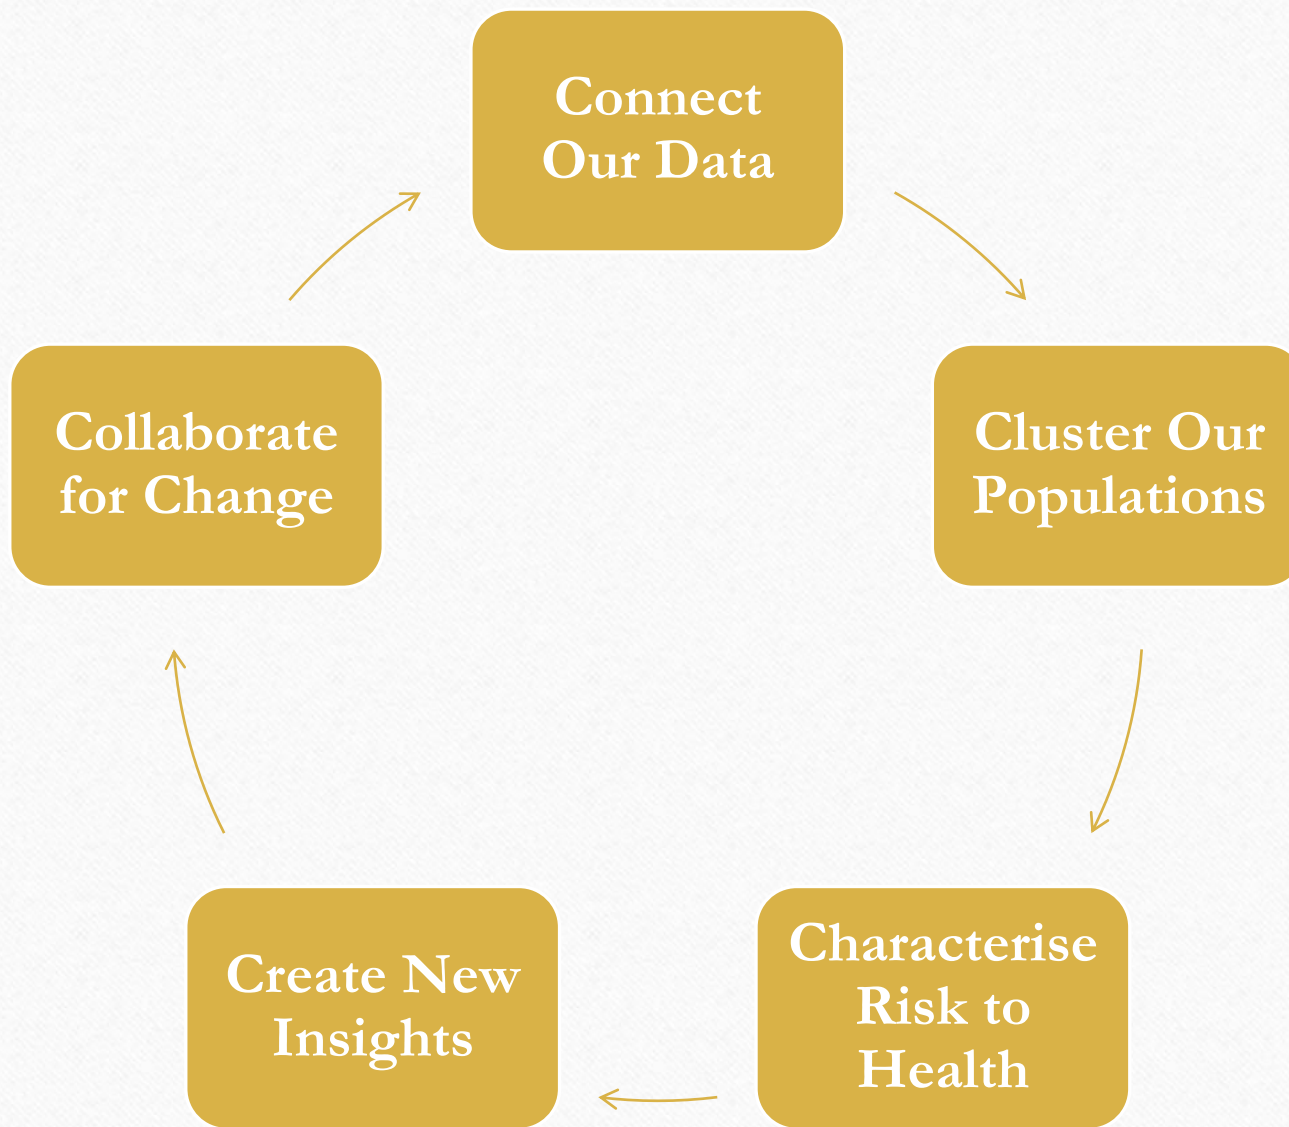 Connect
Our Data
Cluster Our
Populations
Characterise
Risk to
Health
Create New
Insights
Collaborate
for Change